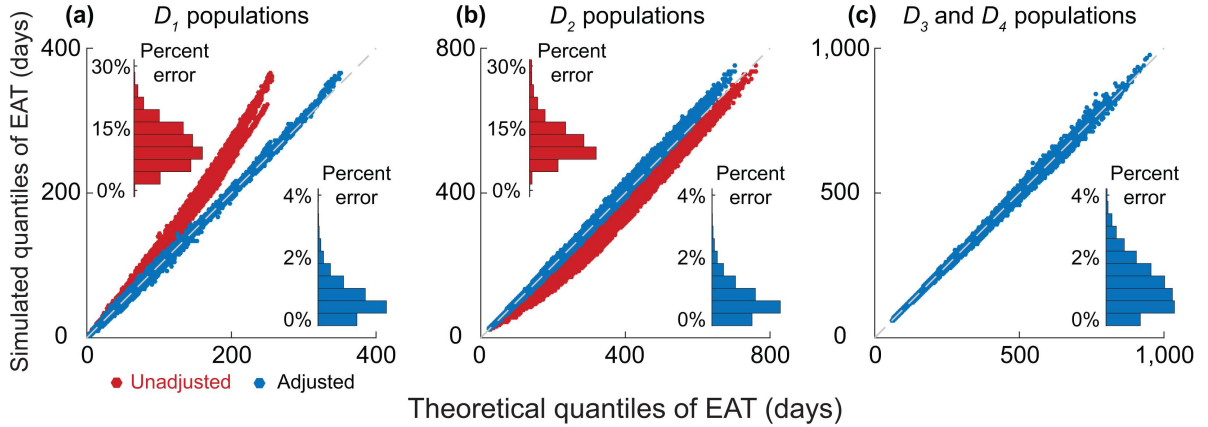 (a) D1 populations
(b) D2 populations
(c) D3 and D4 populations
Simulated quantiles of EAT (days)
400
200
0
0
200
400
Percent
error
30%
15%
0%
Percent
error
4%
2%
0%
Unadjusted
Adjusted
800
400
0
0
400
800
Percent
error
30%
15%
0%
Percent
error
4%
2%
0%
1,000
500
0
0
500
1,000
Percent
error
4%
2%
0%
Theoretical quantiles of EAT (days)